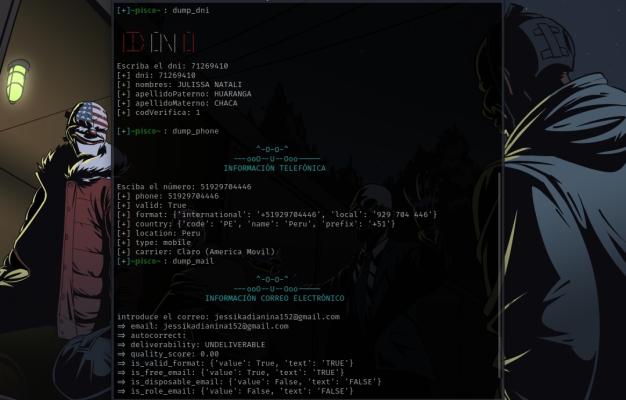 [+]~pisco~ : dump_dni
DNI
Escriba el dni: 71269410
[+] dni: 71269410
[+] nombres: JULISSA NATALI
[+] apellidoPaterno: HUARANGA
[+] apellidoMaterno: CHACA
[+] codVerifica: 1
[+]~pisco~ : dump_phone
^-O-O-^
---ooO--U--Ooo-----
INFORMACIÓN TELEFÓNICA
Esciba el número: 51929704446
[+] phone: 51929704446
[+] valid: True
[+] format: {'international': '+51929704446', 'local': '929 704 446'}
[+] country: {'code': 'PE', 'name': 'Peru', 'prefix': '+51'}
[+] location: Peru
[+] type: mobile
[+] carrier: Claro (America Movil)
[+]~pisco~ : dump_mail
^-O-O-^
---ooO--U--Ooo-----
INFORMACIÓN CORREO ELECTRÓNICO
introduce el correo: jessikadianina152@gmail.com
⇒ email: jessikadianina152@gmail.com
⇒ autocorrect:
⇒ deliverability: UNDELIVERABLE
⇒ quality_score: 0.00
⇒ is_valid_format: {'value': True, 'text': 'TRUE'}
⇒ is_free_email: {'value': True, 'text': 'TRUE'}
⇒ is_disposable_email: {'value': False, 'text': 'FALSE'}
⇒ is_role_email: {'value': False, 'text': 'FALSE'}